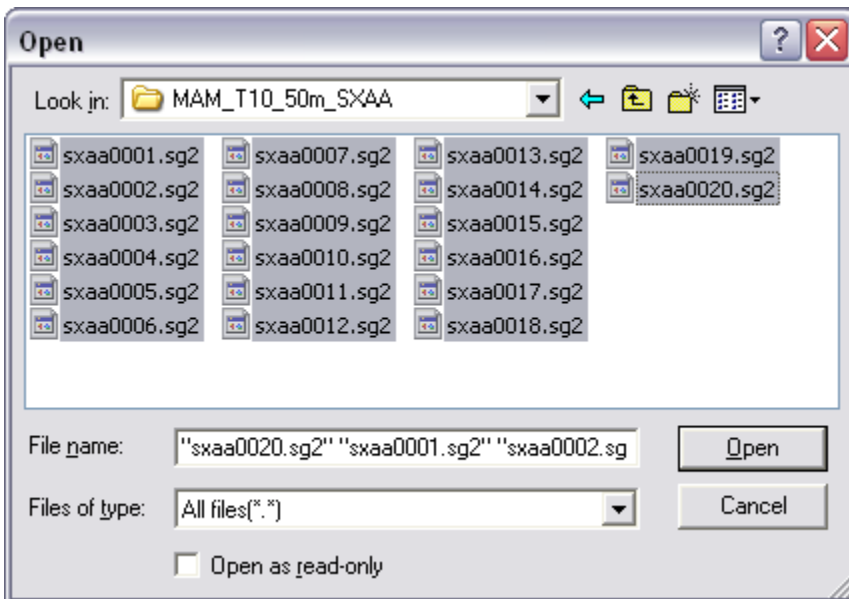 Open
Look in: MAM_T10_50m_SXAA
sxaa0001.sg2 sxaa0007.sg2 sxaa0013.sg2 sxaa0019.sg2
sxaa0002.sg2 sxaa0008.sg2 sxaa0014.sg2 sxaa0020.sg2
sxaa0003.sg2 sxaa0009.sg2 sxaa0015.sg2
sxaa0004.sg2 sxaa0010.sg2 sxaa0016.sg2
sxaa0005.sg2 sxaa0011.sg2 sxaa0017.sg2
sxaa0006.sg2 sxaa0012.sg2 sxaa0018.sg2
File name: "sxaa0020.sg2" "sxaa0001.sg2" "sxaa0002.sg Open
Files of type: All files(*.*) Cancel
Open as read-only